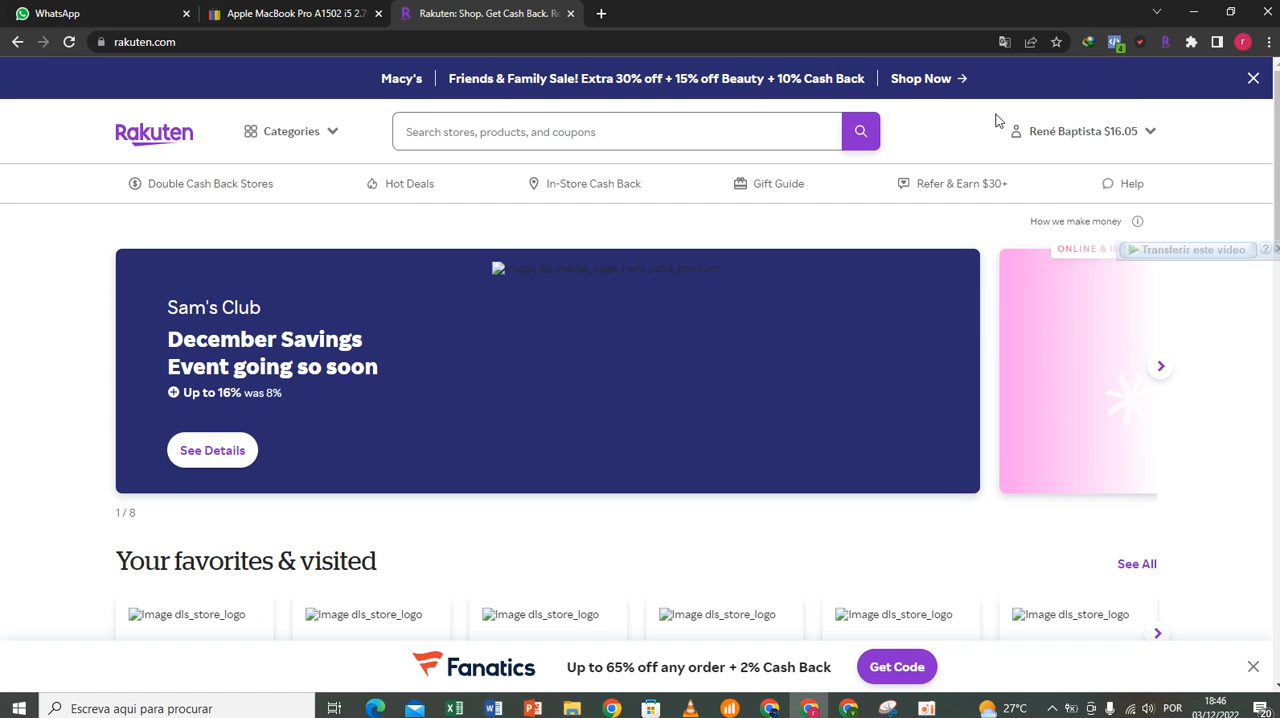 WhatsApp
Apple MacBook Pro A1502 i5 2.7
Rakuten: Shop. Get Cash Back. Re
rakuten.com
4
r
Macy's
Friends & Family Sale! Extra 30% off + 15% off Beauty + 10% Cash Back
Shop Now →
Rakuten
Categories
Search stores, products, and coupons
René Baptista $16.05
Double Cash Back Stores
Hot Deals
In-Store Cash Back
Gift Guide
Refer & Earn $30+
Help
How we make money
ONLINE &
Transferir este vídeo
Sam's Club
December Savings
Event going so soon
Up to 16% was 8%
See Details
1 / 8
Your favorites & visited
See All
Image dls_store_logo
Image dls_store_logo
Image dls_store_logo
Image dls_store_logo
Image dls_store_logo
Image dls_store_logo
Fanatics
Up to 65% off any order + 2% Cash Back
Get Code
Escreva aqui para procurar
27°C
POR
18:46
03/12/2022
20